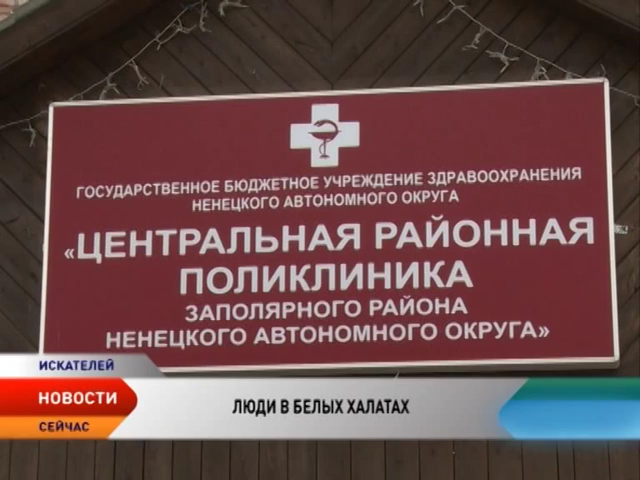 ГОСУДАРСТВЕННОЕ БЮДЖЕТНОЕ УЧРЕЖДЕНИЕ ЗДРАВООХРАНЕНИЯ
НЕНЕЦКОГО АВТОНОМНОГО ОКРУГА
«ЦЕНТРАЛЬНАЯ РАЙОННАЯ
ПОЛИКЛИНИКА
ЗАПОЛЯРНОГО РАЙОНА
НЕНЕЦКОГО АВТОНОМНОГО ОКРУГА»
ИСКАТЕЛЕЙ
НОВОСТИ
СЕЙЧАС
ЛЮДИ В БЕЛЫХ ХАЛАТАХ